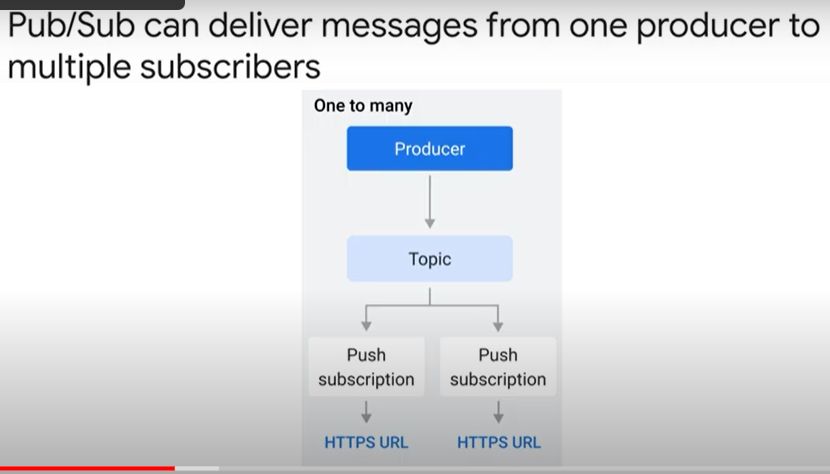 Pub/Sub can deliver messages from one producer to
multiple subscribers
One to many
Producer
Topic
Push
subscription
Push
subscription
HTTPS URL
HTTPS URL